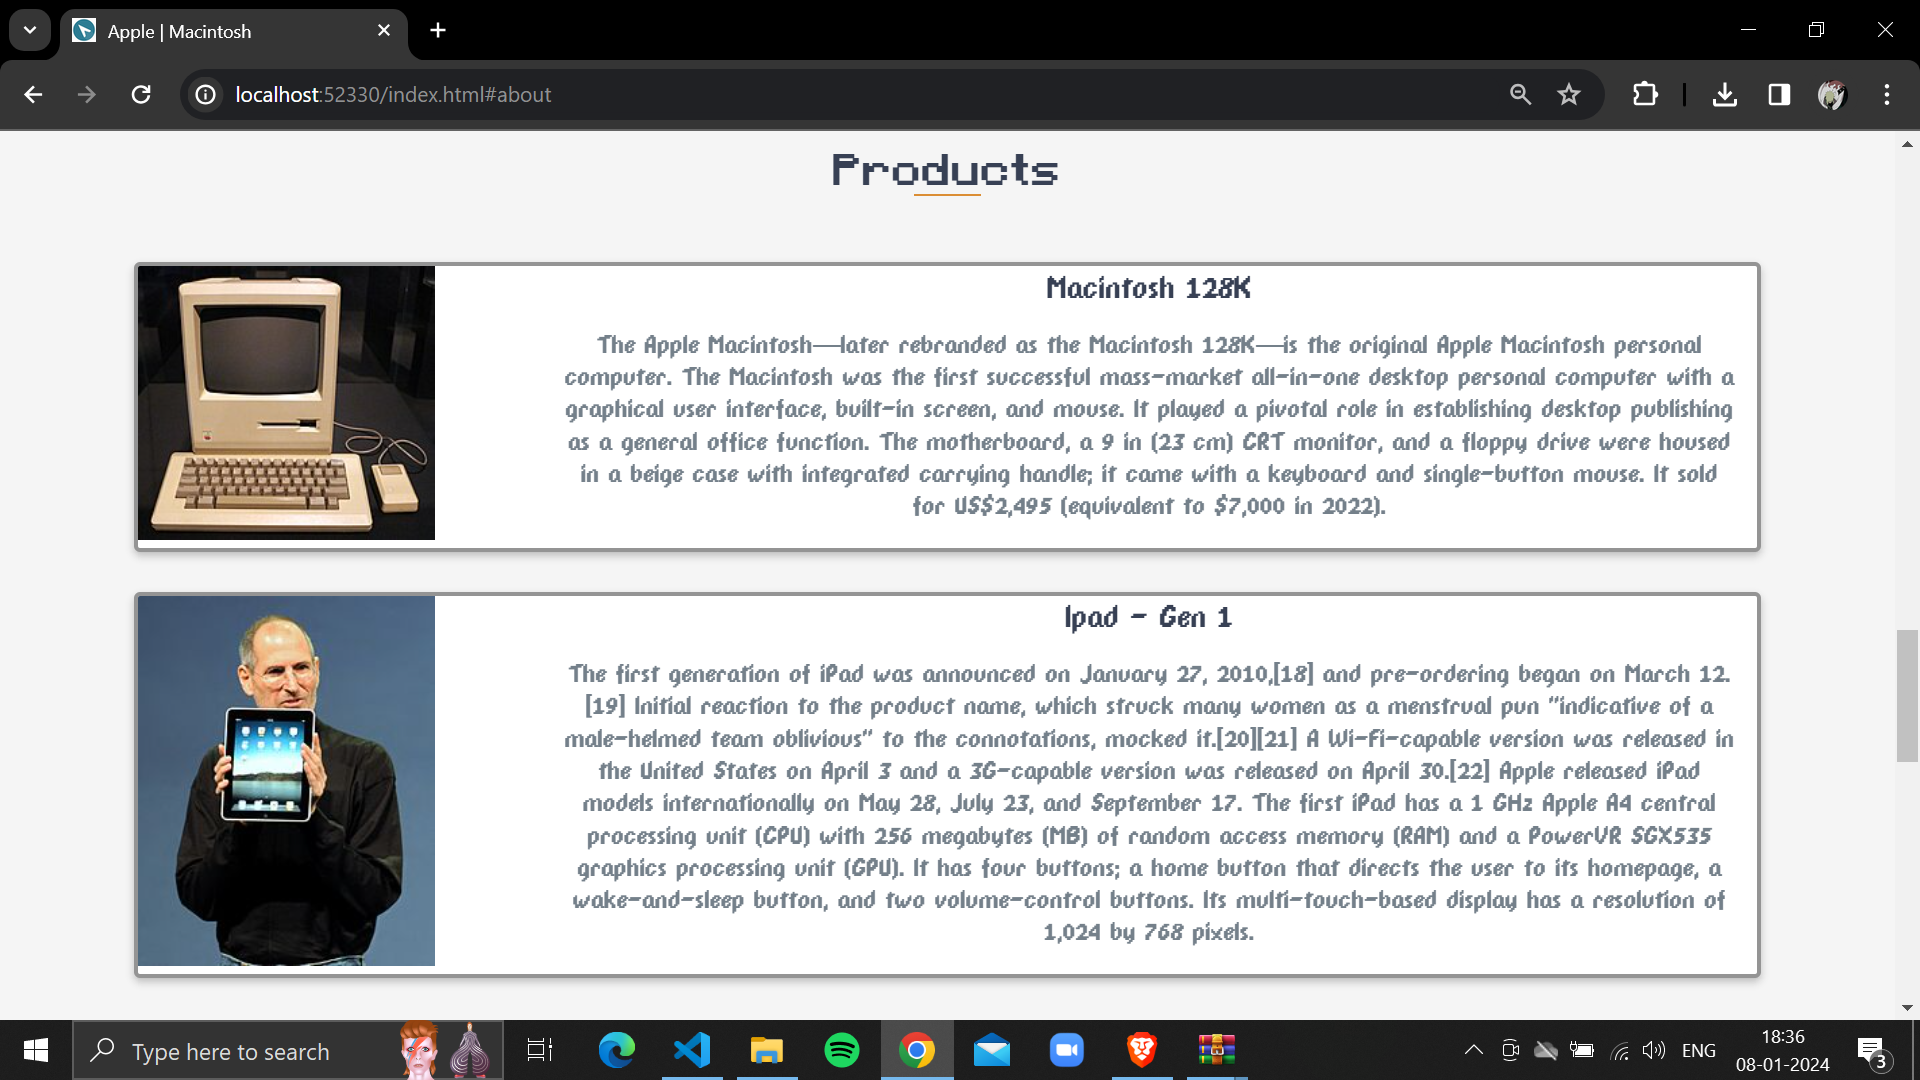 Apple | Macintosh
localhost:52330/index.html#about
Products
Macintosh 128K
The Apple Macintosh—later rebranded as the Macintosh 128K—is the original Apple Macintosh personal
computer. The Macintosh was the first successful mass-market all-in-one desktop personal computer with a
graphical user interface, built-in screen, and mouse. It played a pivotal role in establishing desktop publishing
as a general office function. The motherboard, a 9 in (23 cm) CRT monitor, and a floppy drive were housed
in a beige case with integrated carrying handle; it came with a keyboard and single-button mouse. It sold
for US$2,495 (equivalent to $7,000 in 2022).
Ipad - Gen 1
The first generation of iPad was announced on January 27, 2010,[18] and pre-ordering began on March 12.
[19] Initial reaction to the product name, which struck many women as a menstrual pun "indicative of a
male-helmed team oblivious" to the connotations, mocked it.[20][21] A Wi-Fi-capable version was released in
the United States on April 3 and a 3G-capable version was released on April 30.[22] Apple released iPad
models internationally on May 28, July 23, and September 17. The first iPad has a 1 GHz Apple A4 central
processing unit (CPU) with 256 megabytes (MB) of random access memory (RAM) and a PowerVR SGX535
graphics processing unit (GPU). It has four buttons; a home button that directs the user to its homepage, a
wake-and-sleep button, and two volume-control buttons. Its multi-touch-based display has a resolution of
1,024 by 768 pixels.
Type here to search
ENG
18:36
08-01-2024
3